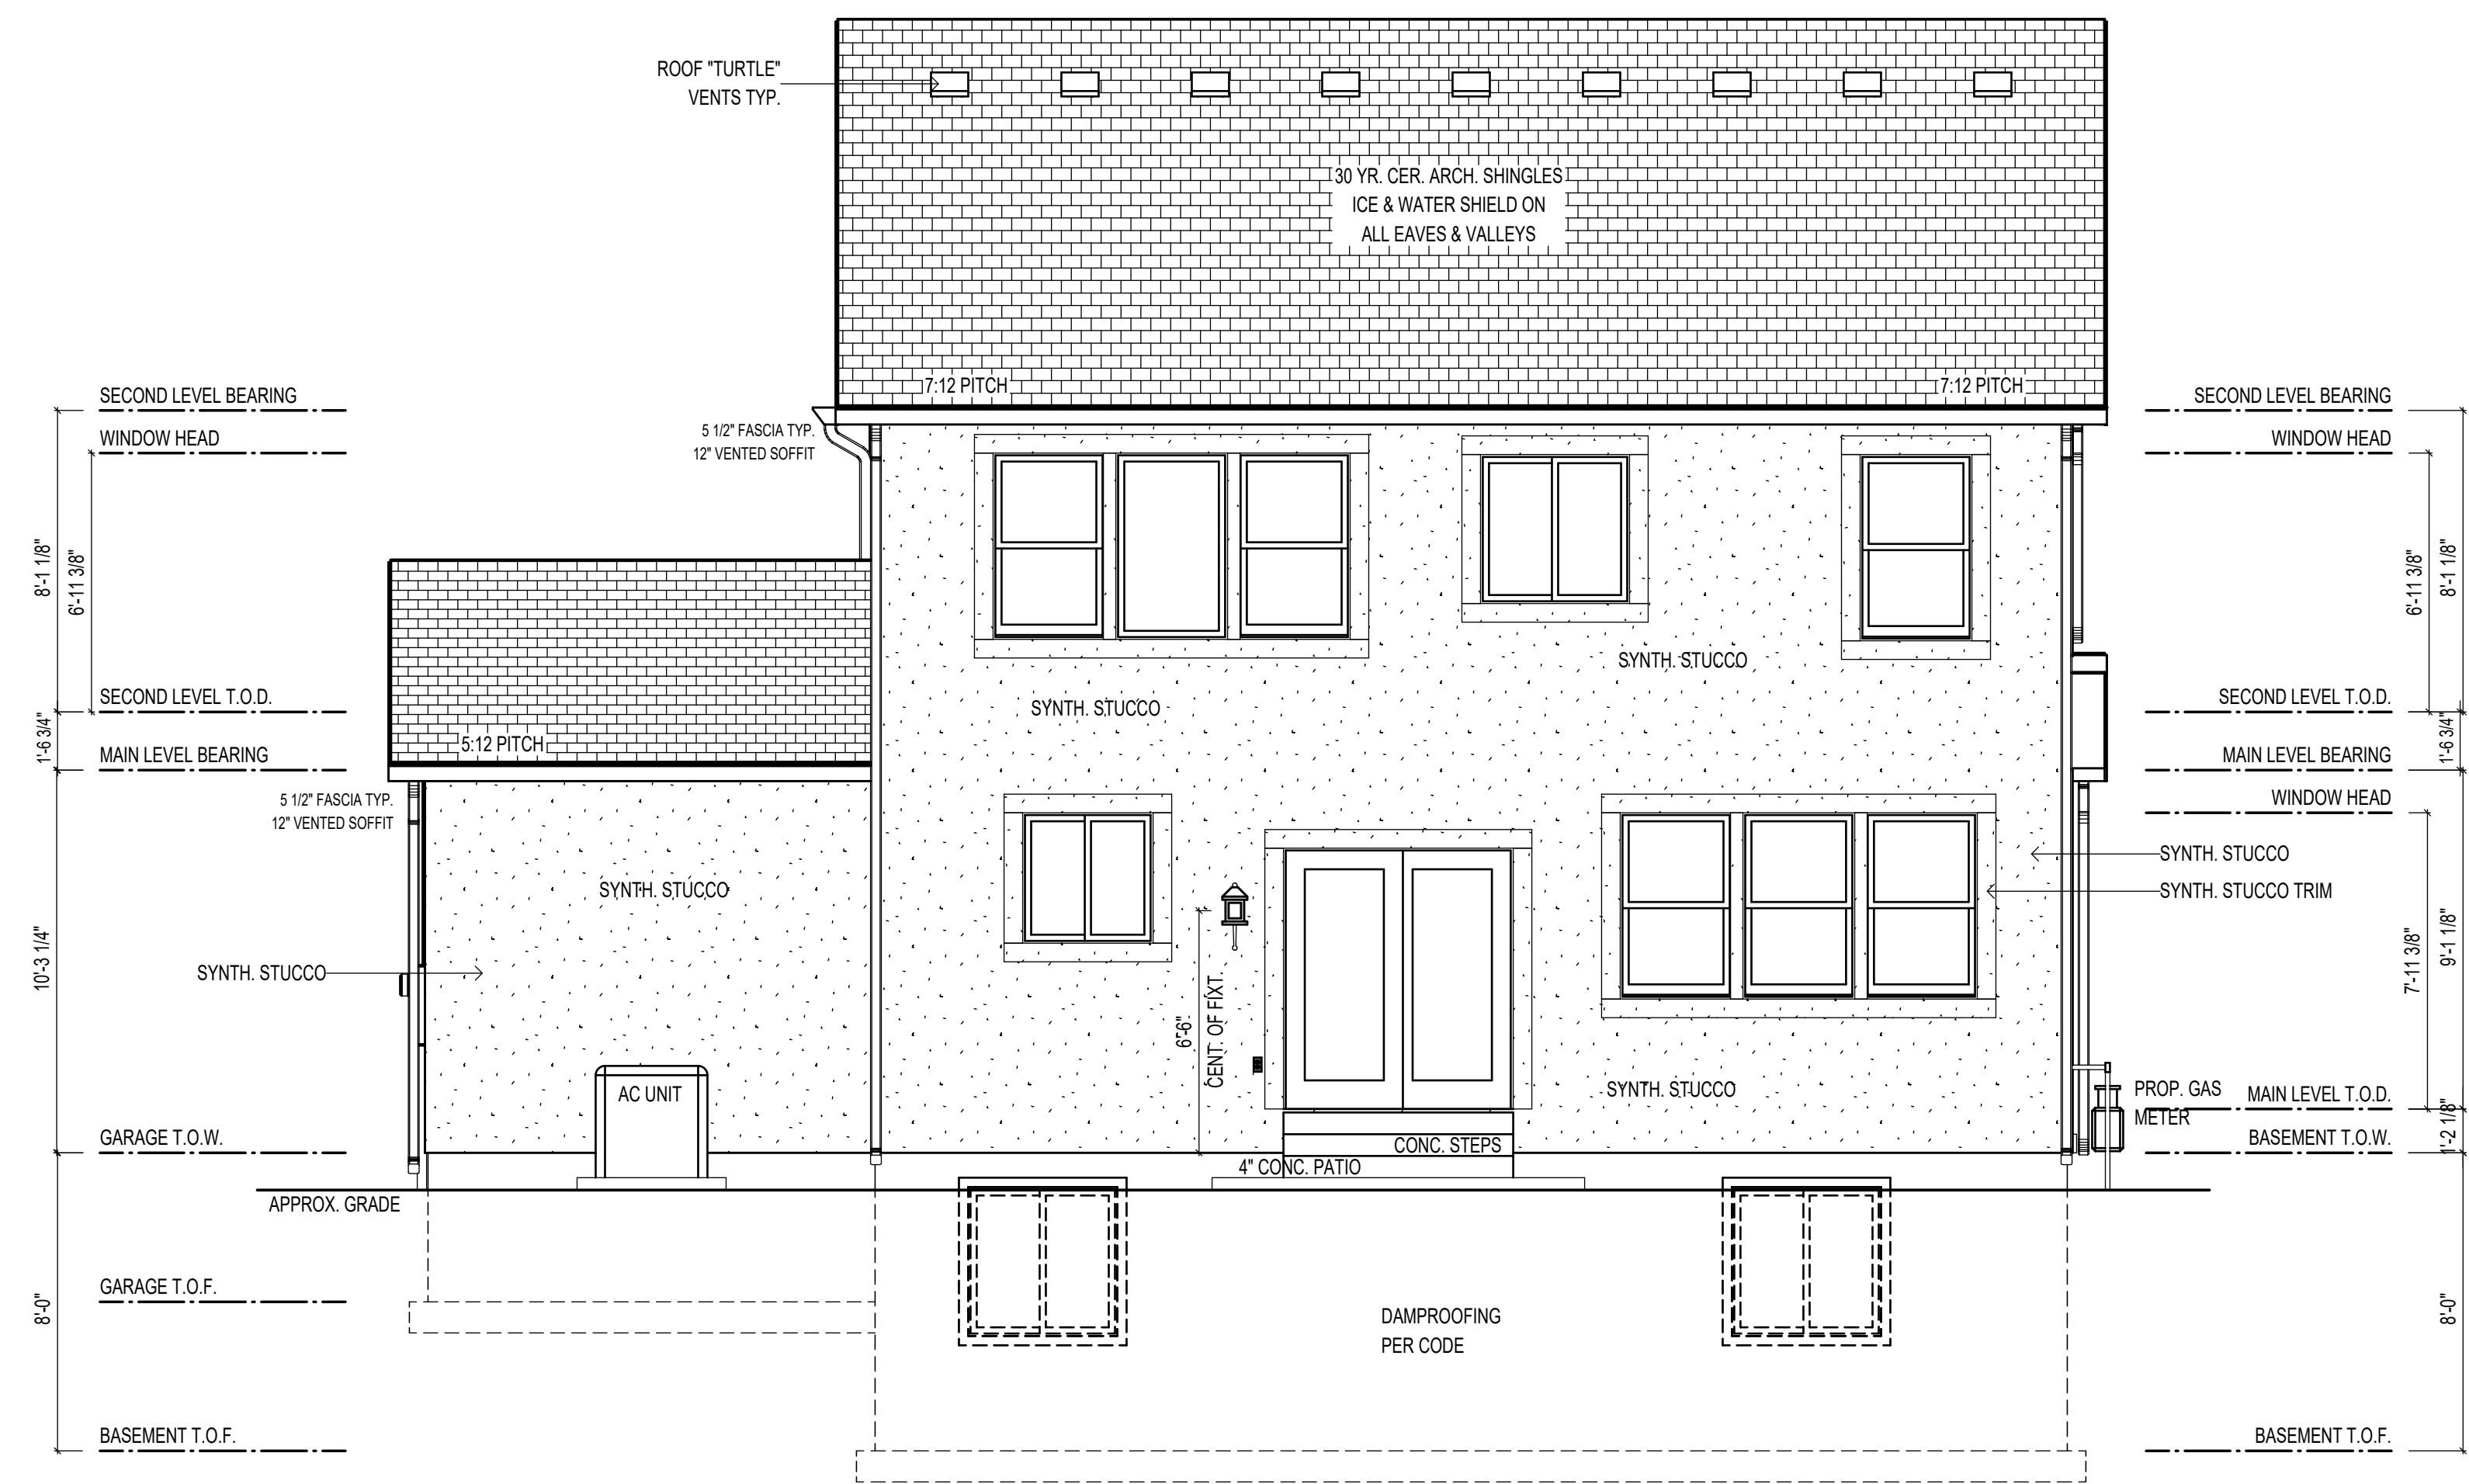 ROOF "TURTLE"
VENTS TYP.
30 YR. CER. ARCH. SHINGLES
ICE & WATER SHIELD ON
ALL EAVES & VALLEYS
7:12 PITCH
7:12 PITCH
SECOND LEVEL BEARING
WINDOW HEAD
5 1/2" FASCIA TYP.
12" VENTED SOFFIT
SECOND LEVEL BEARING
WINDOW HEAD
8'-1 1/8"
6'-11 3/8"
6'-11 3/8"
8'-1 1/8"
SYNTH. STUCCO
SYNTH. STUCCO
SECOND LEVEL T.O.D.
1'-6 3/4"
MAIN LEVEL BEARING
5:12 PITCH
SECOND LEVEL T.O.D.
1'-6 3/4"
MAIN LEVEL BEARING
WINDOW HEAD
5 1/2" FASCIA TYP.
12" VENTED SOFFIT
SYNTH. STUCCO
SYNTH. STUCCO
SYNTH. STUCCO TRIM
10'-3 1/4"
SYNTH. STUCCO
6'-6"
CENT. OF FIXT.
7'-11 3/8"
9'-1 1/8"
AC UNIT
SYNTH. STUCCO
PROP. GAS
METER
MAIN LEVEL T.O.D.
1'-2 1/8"
BASEMENT T.O.W.
GARAGE T.O.W.
CONC. STEPS
4" CONC. PATIO
APPROX. GRADE
GARAGE T.O.F.
8'-0"
8'-0"
DAMPROOFING
PER CODE
BASEMENT T.O.F.
BASEMENT T.O.F.